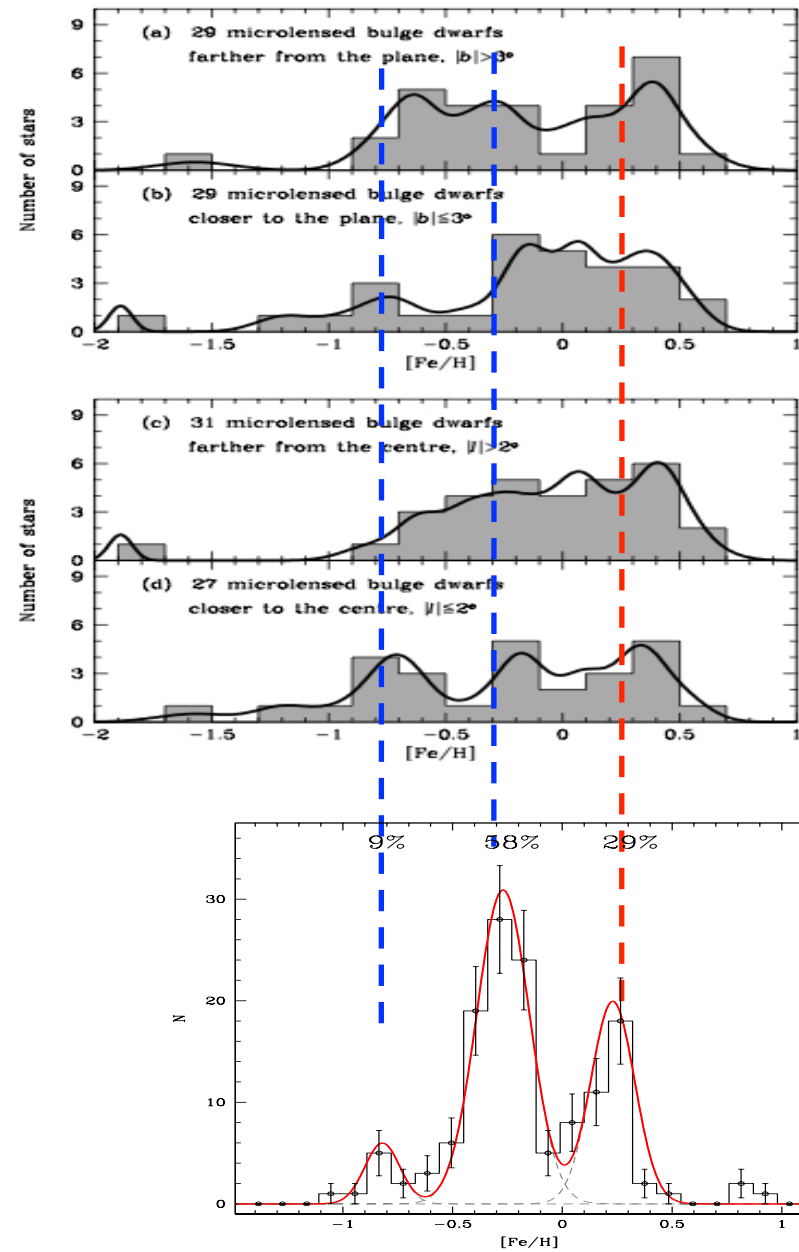 9
(a) 29 microlensed bulge dwarfs
farther from the plane, |b|>3°
6
3
0
Number of stars
9
(b) 29 microlensed bulge dwarfs
closer to the plane, |b|≤3°
6
3
0
−2 −1.5 −1 −0.5 0 0.5 1
[Fe/H]
9
(c) 31 microlensed bulge dwarfs
farther from the centre, |l|>2°
6
3
0
Number of stars
9
(d) 27 microlensed bulge dwarfs
closer to the centre, |l|≤2°
6
3
0
−2 −1.5 −1 −0.5 0 0.5 1
[Fe/H]
9% 58% 29%
30
20
10
0
N
−1 −0.5 0 0.5 1
[Fe/H]